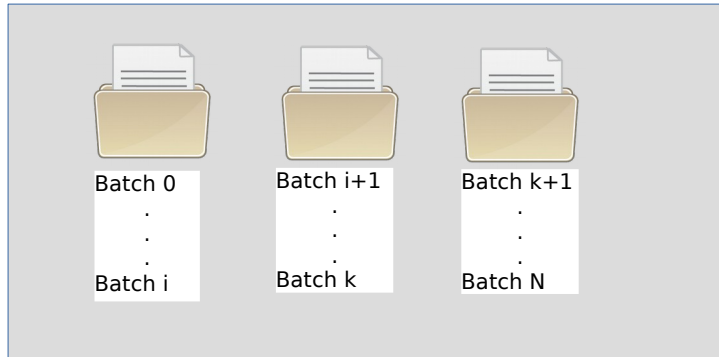 Batch 0
.
.
.
Batch i
Batch i+1
.
.
.
Batch k
Batch k+1
.
.
.
Batch N